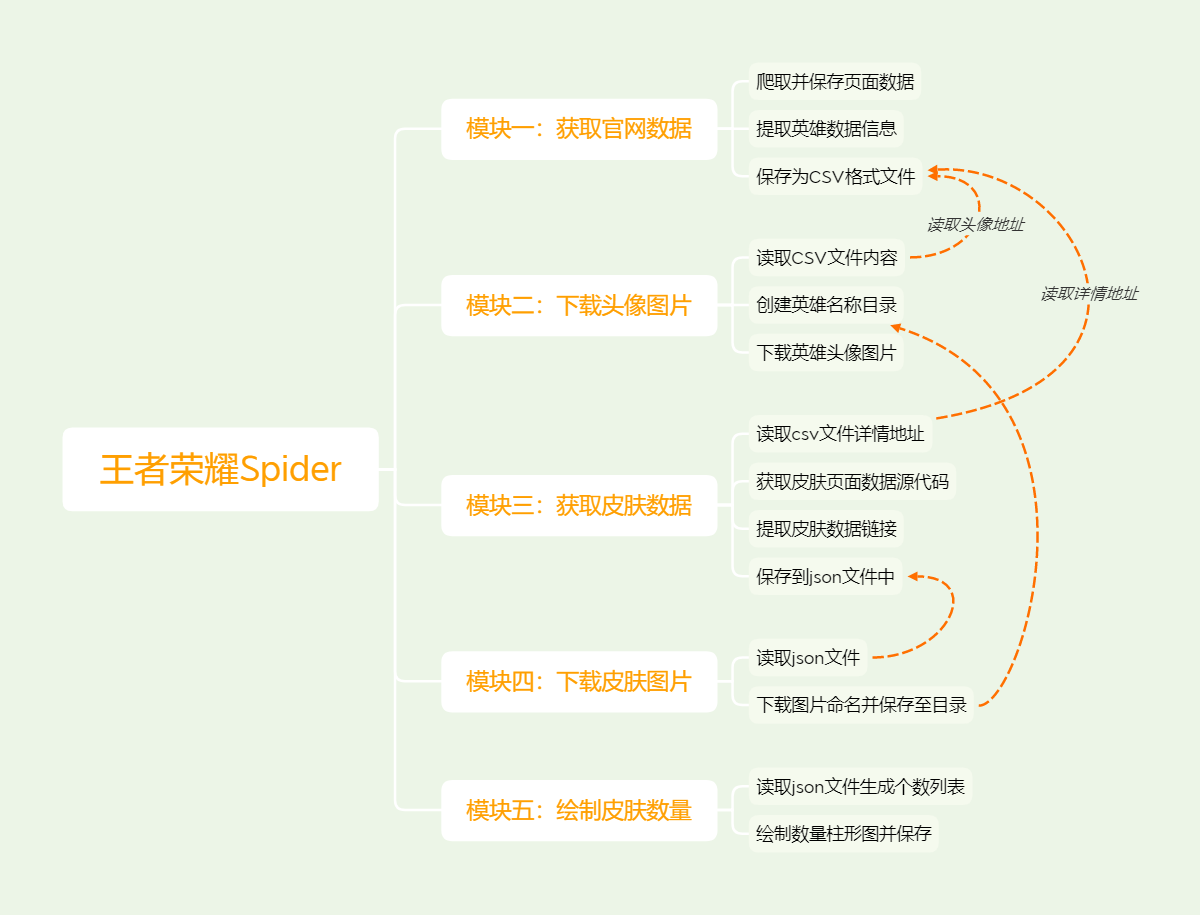 王者荣耀Spider
模块一：获取官网数据
爬取并保存页面数据
提取英雄数据信息
保存为CSV格式文件
读取头像地址
模块二：下载头像图片
读取CSV文件内容
创建英雄名称目录
下载英雄头像图片
读取详情地址
模块三：获取皮肤数据
读取csv文件详情地址
获取皮肤页面数据源代码
提取皮肤数据链接
保存到json文件中
模块四：下载皮肤图片
读取json文件
下载图片命名并保存至目录
模块五：绘制皮肤数量
读取json文件生成个数列表
绘制数量柱形图并保存